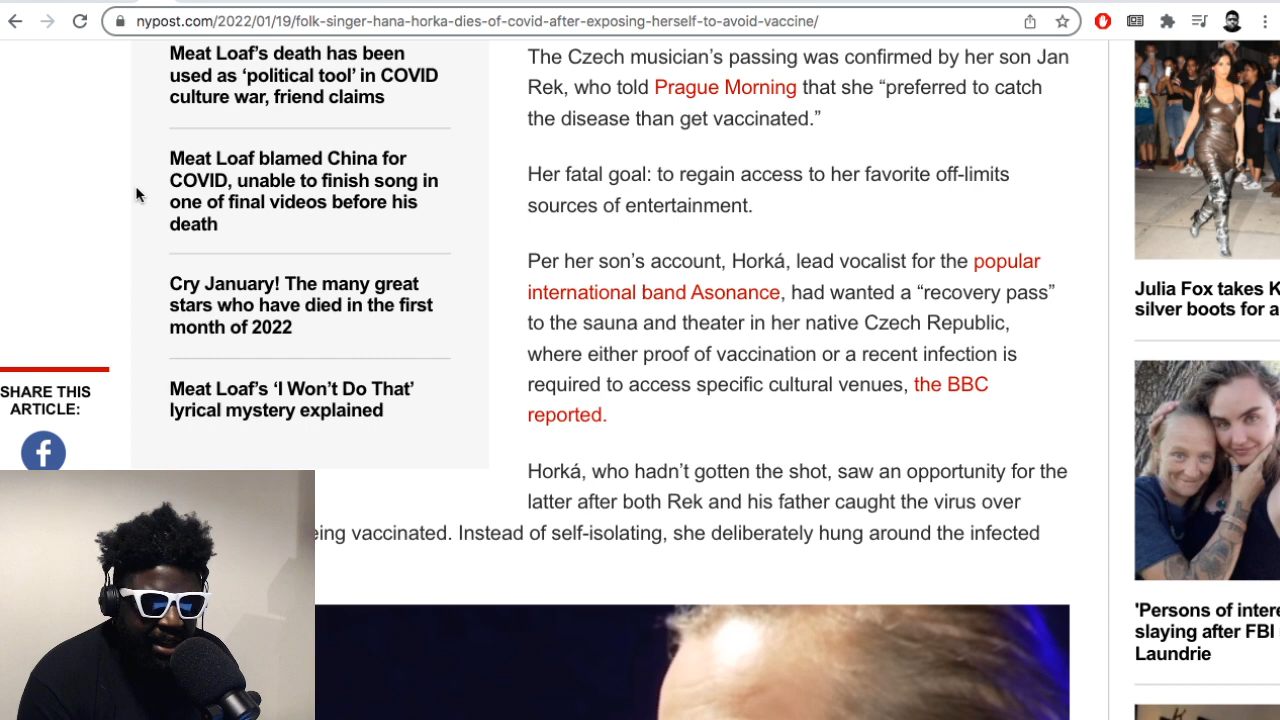 nypost.com/2022/01/19/folk-singer-hana-horka-dies-of-covid-after-exposing-herself-to-avoid-vaccine/
Meat Loaf’s death has been
used as ‘political tool’ in COVID
culture war, friend claims
Meat Loaf blamed China for
COVID, unable to finish song in
one of final videos before his
death
Cry January! The many great
stars who have died in the first
month of 2022
Meat Loaf’s ‘I Won’t Do That’
lyrical mystery explained
SHARE THIS
ARTICLE:
The Czech musician’s passing was confirmed by her son Jan
Rek, who told Prague Morning that she “preferred to catch
the disease than get vaccinated.”
Her fatal goal: to regain access to her favorite off-limits
sources of entertainment.
Per her son’s account, Horká, lead vocalist for the popular
international band Asonance, had wanted a “recovery pass”
to the sauna and theater in her native Czech Republic,
where either proof of vaccination or a recent infection is
required to access specific cultural venues, the BBC
reported.
Horká, who hadn’t gotten the shot, saw an opportunity for the
latter after both Rek and his father caught the virus over
eing vaccinated. Instead of self-isolating, she deliberately hung around the infected
Julia Fox takes K
silver boots for a
'Persons of intere
slaying after FBI
Laundrie